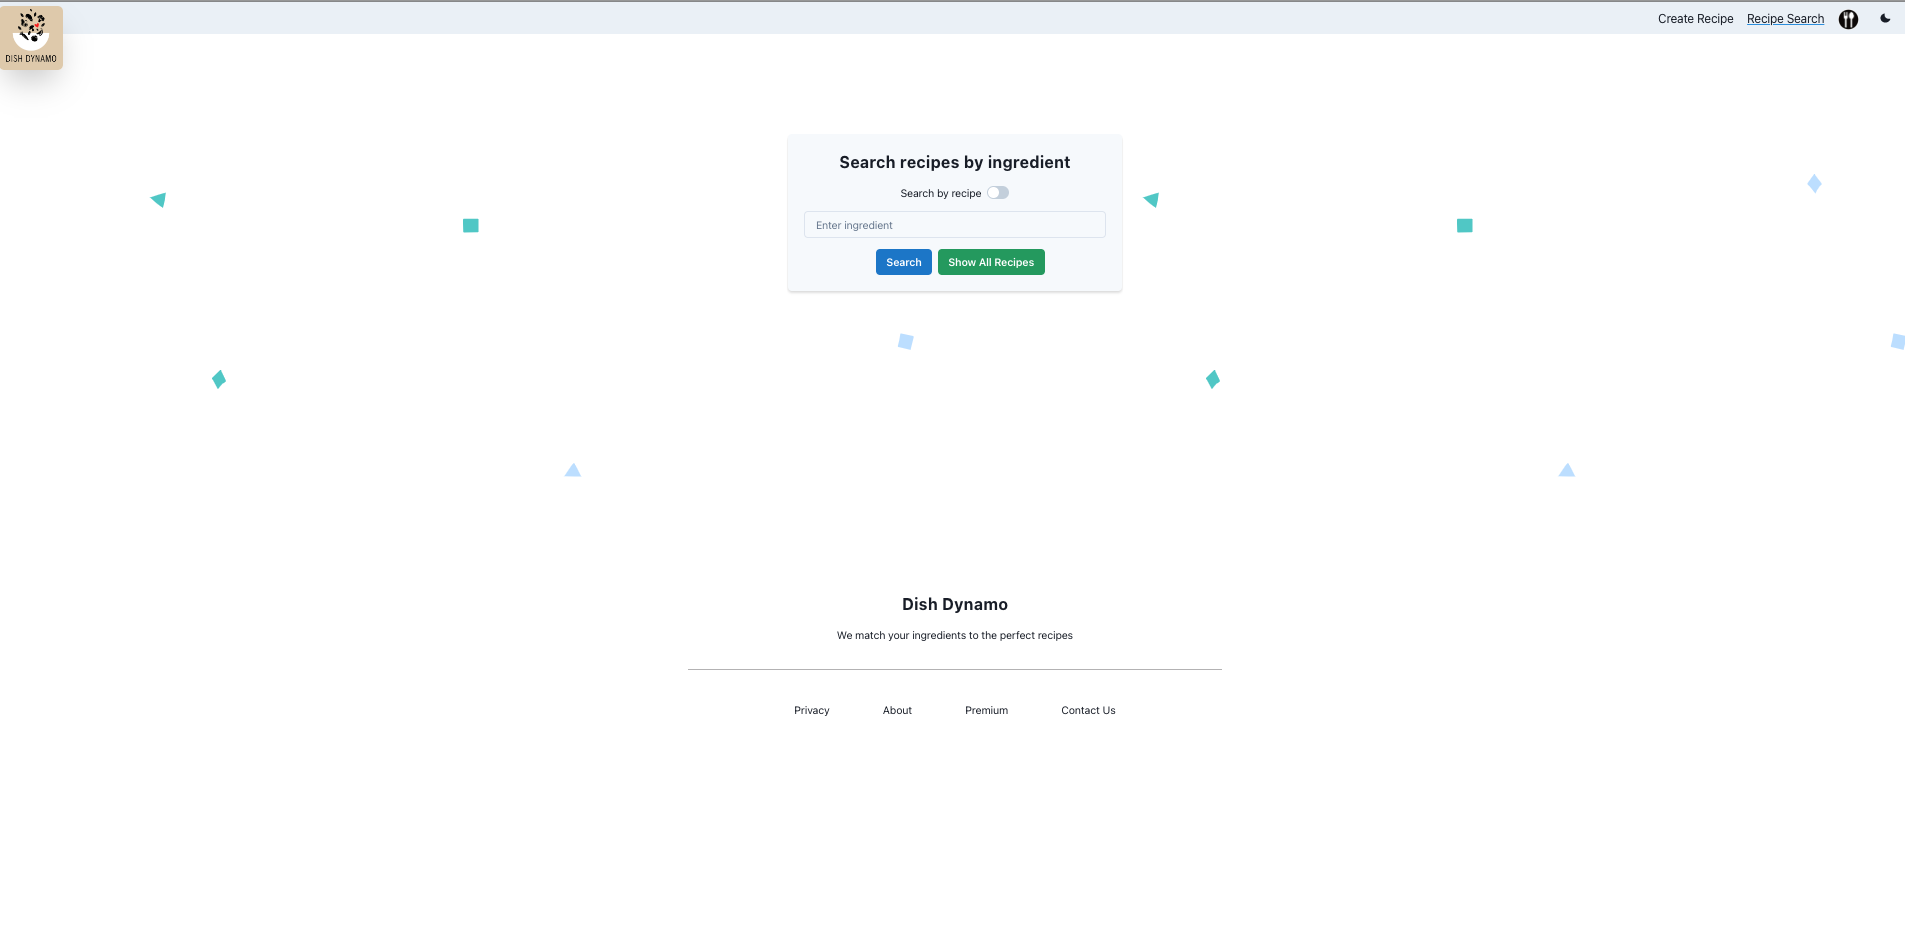 DISH DYNAMO
Create Recipe Recipe Search
Search recipes by ingredient
Search by recipe
Enter ingredient
Search Show All Recipes
Dish Dynamo
We match your ingredients to the perfect recipes
Privacy About Premium Contact Us